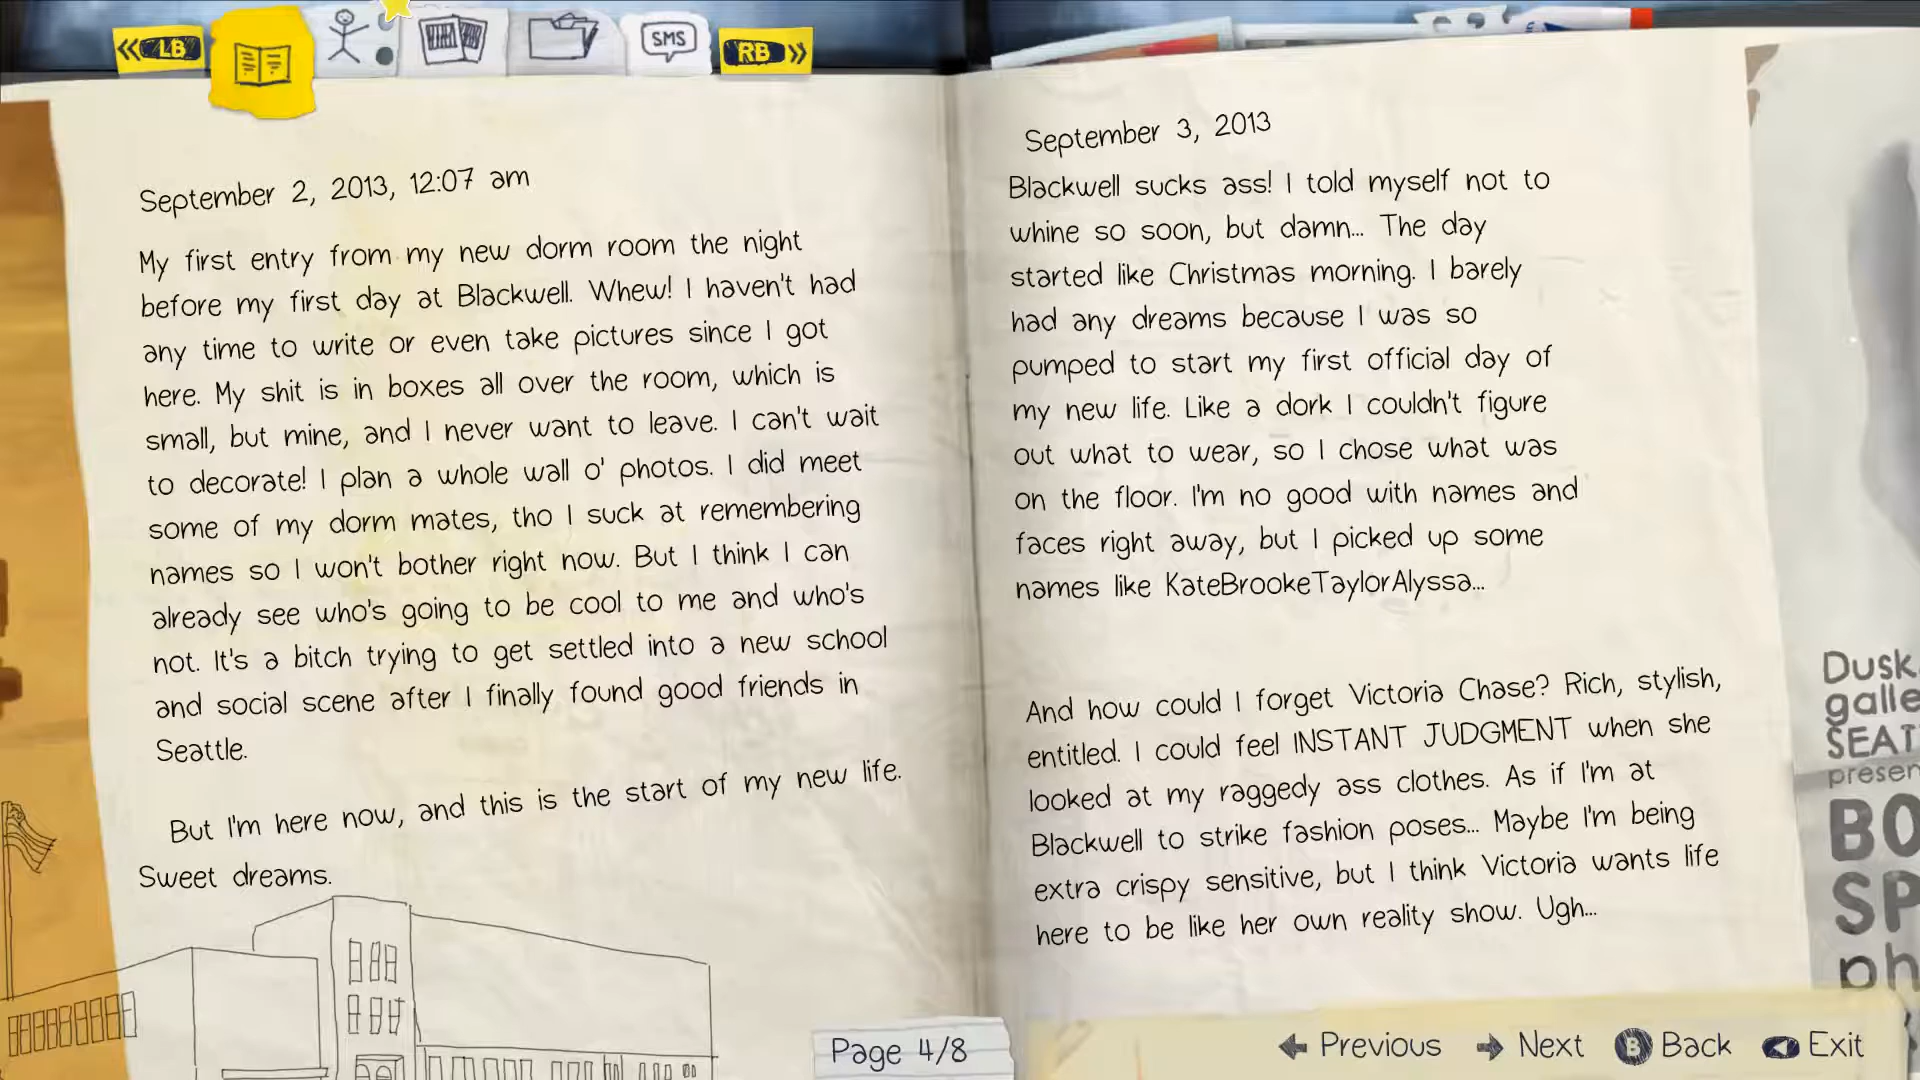 LB
SMS
RB
September 2, 2013, 12:07 am
My first entry from my new dorm room the night
before my first day at Blackwell. Whew! I haven't had
any time to write or even take pictures since I got
here. My shit is in boxes all over the room, which is
small, but mine, and I never want to leave. I can't wait
to decorate! I plan a whole wall o' photos. I did meet
some of my dorm mates, tho I suck at remembering
names so I won't bother right now. But I think I can
already see who's going to be cool to me and who's
not. It's a bitch trying to get settled into a new school
and social scene after I finally found good friends in
Seattle.
But I'm here now, and this is the start of my new life.
Sweet dreams.
September 3, 2013
Blackwell sucks ass! I told myself not to
whine so soon, but damn... The day
started like Christmas morning. I barely
had any dreams because I was so
pumped to start my first official day of
my new life. Like a dork I couldn't figure
out what to wear, so I chose what was
on the floor. I'm no good with names and
faces right away, but I picked up some
names like KateBrookeTaylorAlyssa...
And how could I forget Victoria Chase? Rich, stylish,
entitled. I could feel INSTANT JUDGMENT when she
looked at my raggedy ass clothes. As if I'm at
Blackwell to strike fashion poses... Maybe I'm being
extra crispy sensitive, but I think Victoria wants life
here to be like her own reality show. Ugh...
Dusk
galle
SEAT
presen
BO
SP
ph
Page 4/8
Previous
Next
B Back
Exit